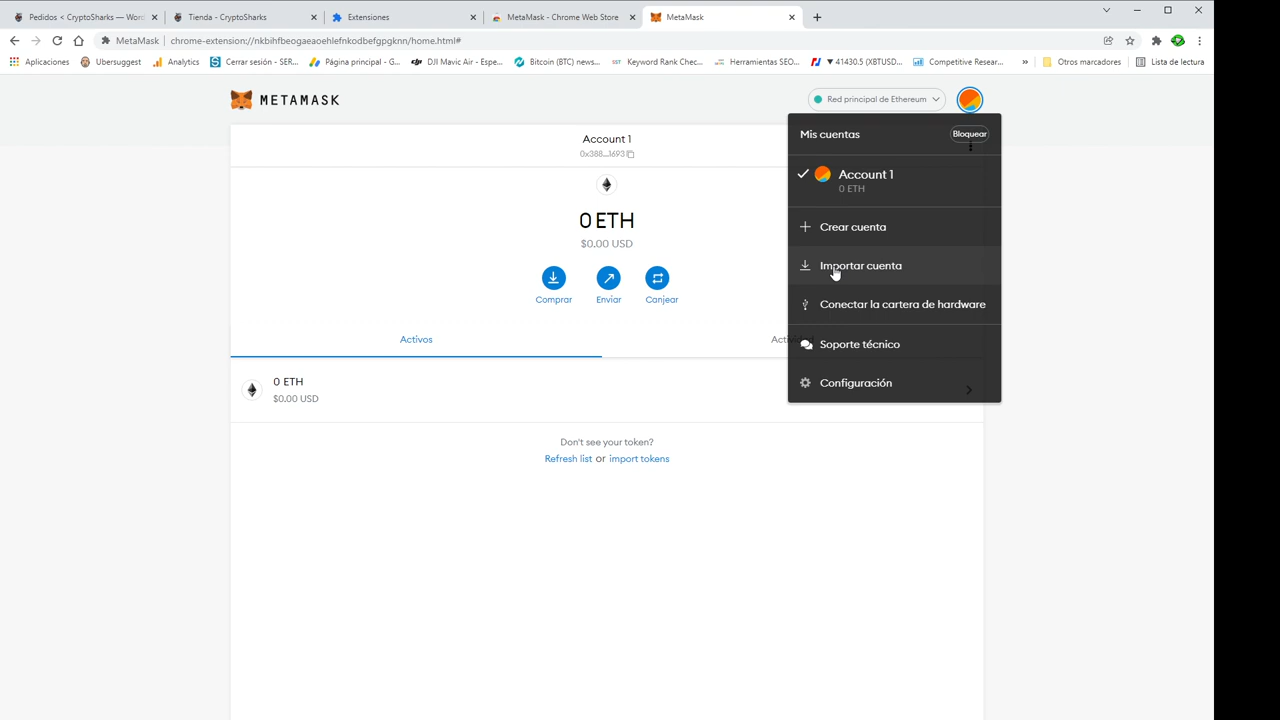 Pedidos < CryptoSharks — Wor
Tienda - CryptoSharks
Extensiones
MetaMask - Chrome Web Store
MetaMask
MetaMask
chrome-extension://nkbihfbeogaeaoehlefnkodbefgpgknn/home.html#
Aplicaciones
Ubersuggest
Analytics
Cerrar sesión - SER...
Página principal - G...
DJI Mavic Air - Espe...
Bitcoin (BTC) news...
Keyword Rank Chec...
Herramientas SEO...
▼ 41430.5 (XBTUSD...
Competitive Resear...
»
Otros marcadores
Lista de lectura
METAMASK
Red principal de Ethereum
Account 1
0x388...1693
0 ETH
$0.00 USD
Comprar
Enviar
Canjear
Activos
Activi
0 ETH
$0.00 USD
Don't see your token?
Refresh list or import tokens
Mis cuentas
Bloquear
Account 1
0 ETH
Crear cuenta
Importar cuenta
Conectar la cartera de hardware
Soporte técnico
Configuración